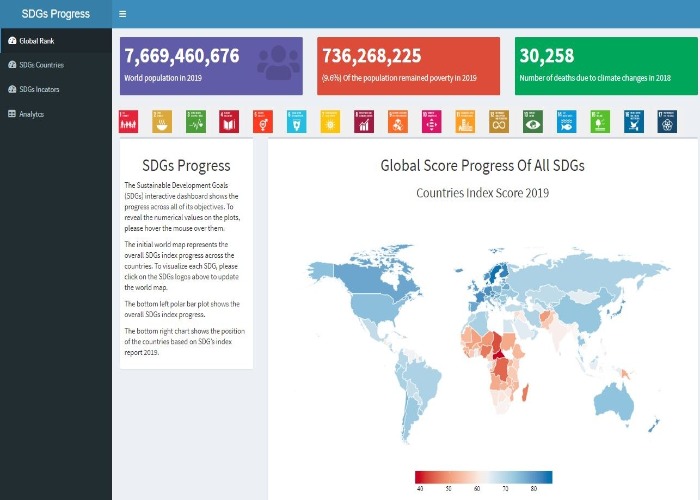 SDGs Progress
Global Rank
SDGs Countries
SDGs Incators
Analytcs
7,669,460,676
World population in 2019
736,268,225
(9.6%) Of the population remained poverty in 2019
30,258
Number of deaths due to climate changes in 2018
SDGs Progress
The Sustainable Development Goals
(SDGs) interactive dashboard shows the
progress across all of its objectives. To
reveal the numerical values on the plots,
please hover the mouse over them.
The initial world map represents the
overall SDGs index progress across the
countries. To visualize each SDG, please
click on the SDGs logos above to update
the world map.
The bottom left polar bar plot shows the
overall SDGs index progress.
The bottom right chart shows the position
of the countries based on SDG's index
report 2019.
Global Score Progress Of All SDGs
Countries Index Score 2019
40 50 60 70 80